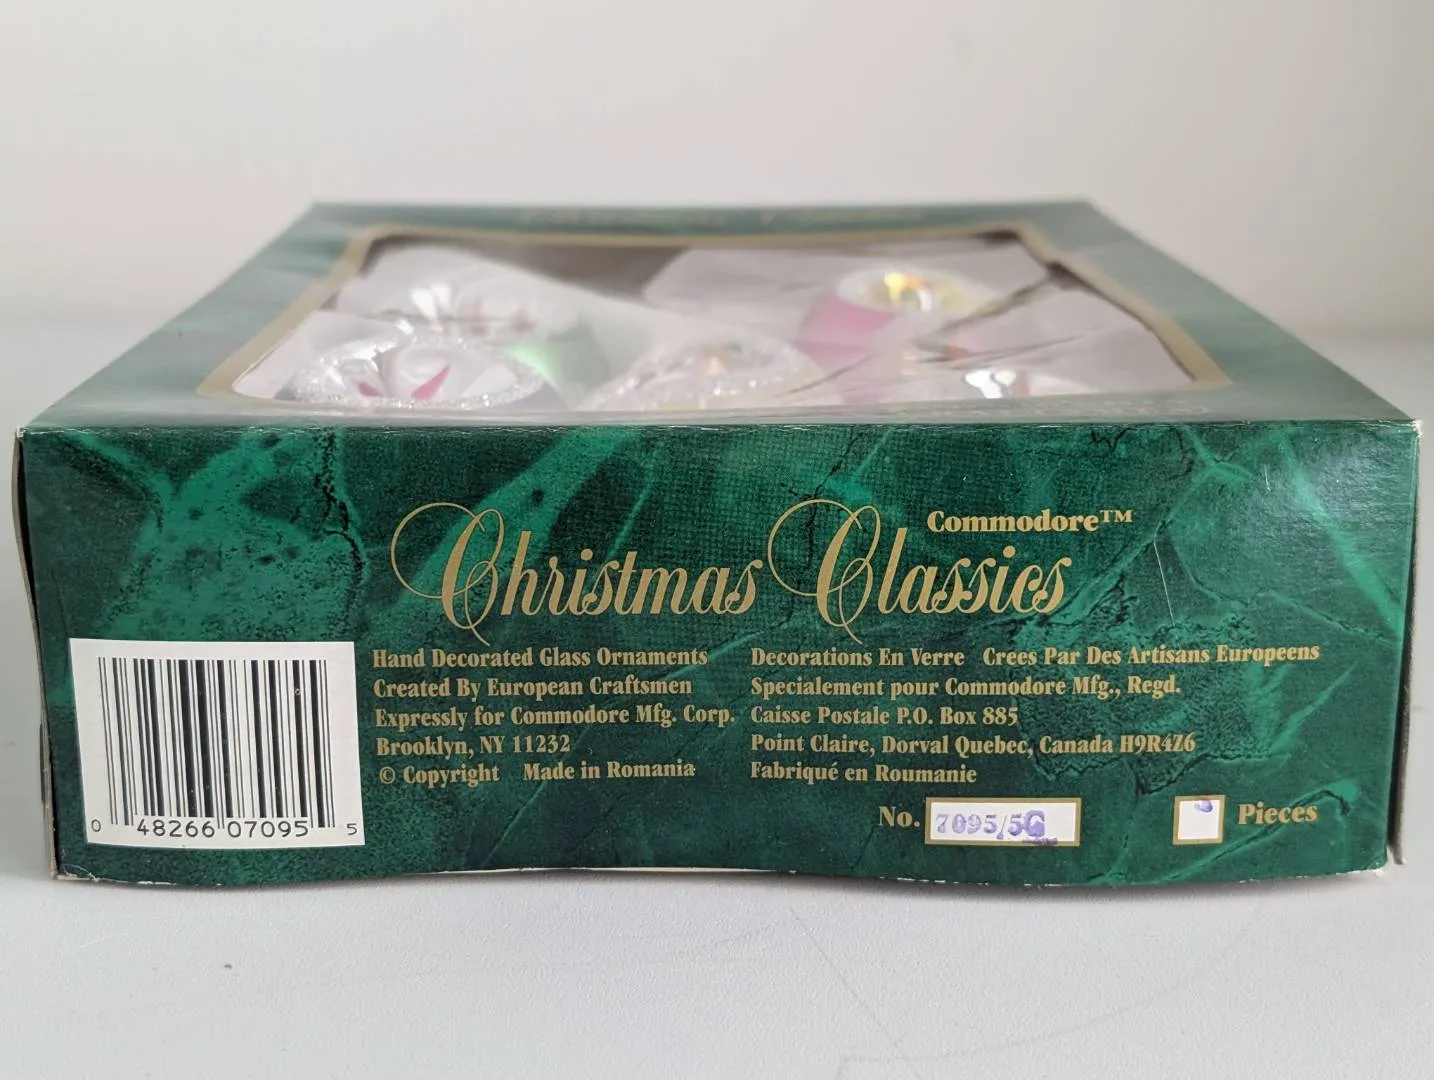 Commodore™
Christmas Classics
Hand Decorated Glass Ornaments
Created By European Craftsmen
Expressly for Commodore Mfg. Corp.
Brooklyn, NY 11232
© Copyright Made in Romania
Decorations En Verre Crees Par Des Artisans Europeens
Specialement pour Commodore Mfg., Regd.
Caisse Postale P.O. Box 885
Point Claire, Dorval Quebec, Canada H9R4Z6
Fabriqué en Roumanie
No. 7095/5G
Pieces
0 48266 07095 5